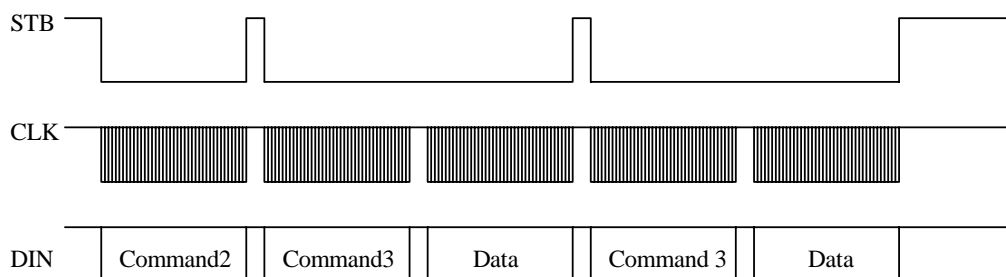 STB
CLK
DIN Command2 Command3 Data Command 3 Data